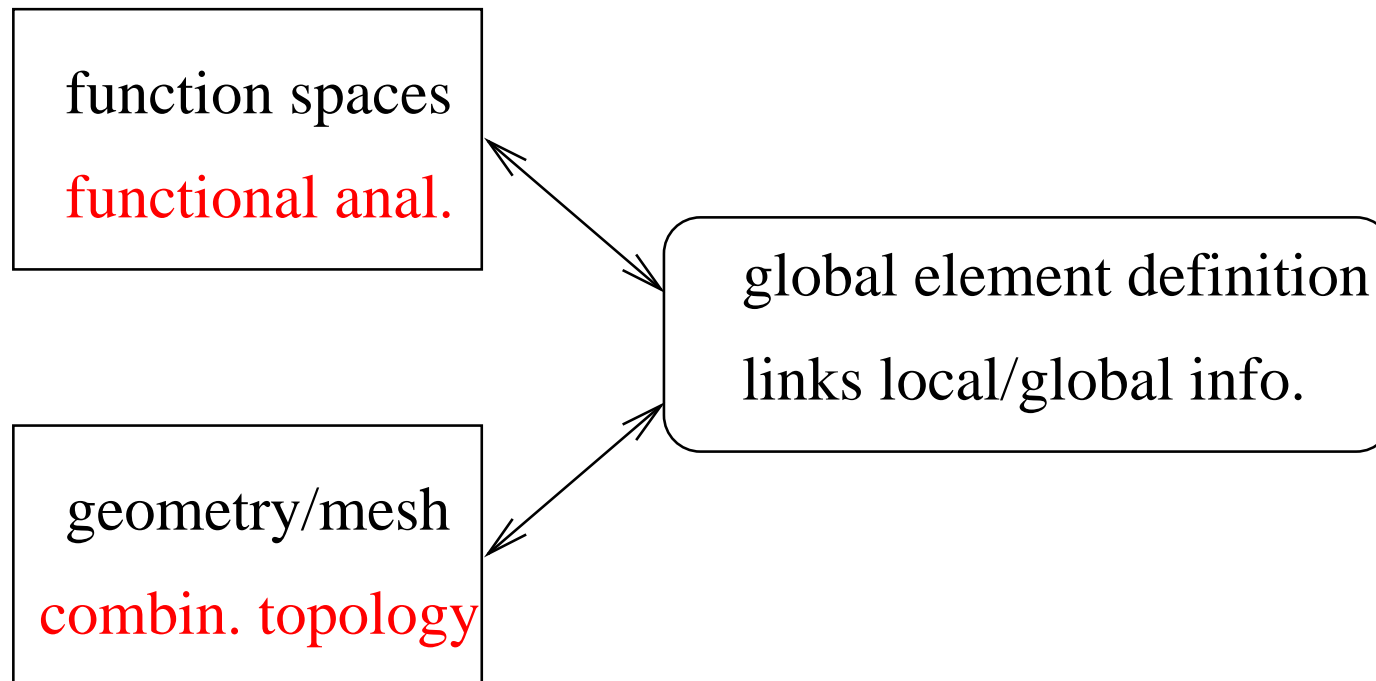 function spaces
functional anal.
global element definition
links local/global info.
geometry/mesh
combin. topology